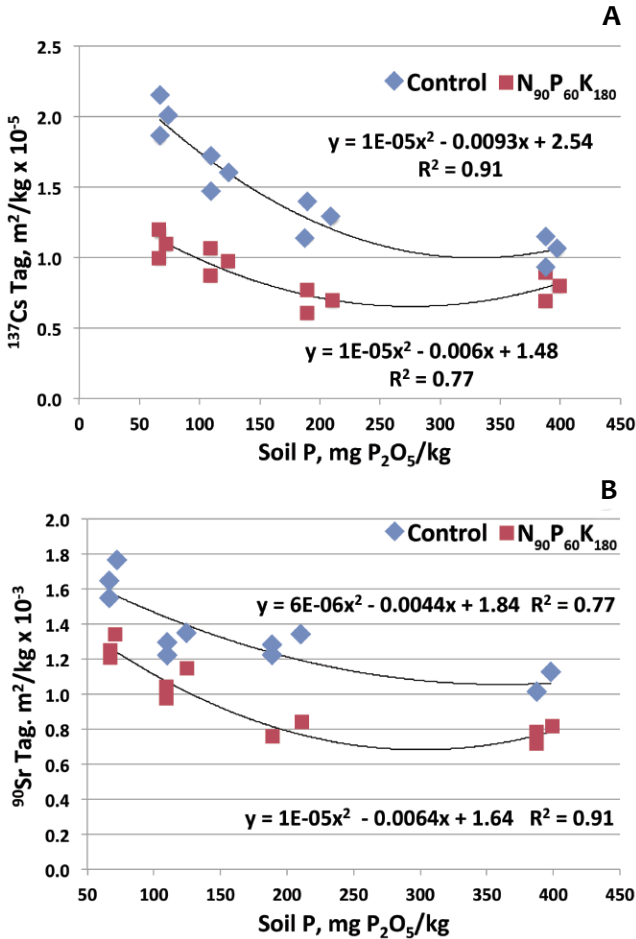 A
2.5
2.0
1.5
1.0
0.5
0.0
¹³⁷Cs Tag, m²/kg x 10⁻⁵
Control N₉₀P₆₀K₁₈₀
y = 1E-05x² - 0.0093x + 2.54
R² = 0.91
y = 1E-05x² - 0.006x + 1.48
R² = 0.77
0 50 100 150 200 250 300 350 400 450
Soil P, mg P₂O₅/kg
B
2.0
1.8
1.6
1.4
1.2
1.0
0.8
0.6
0.4
0.2
0.0
⁹⁰Sr Tag. m²/kg x 10⁻³
Control N₉₀P₆₀K₁₈₀
y = 6E-06x² - 0.0044x + 1.84 R² = 0.77
y = 1E-05x² - 0.0064x + 1.64 R² = 0.91
50 100 150 200 250 300 350 400 450
Soil P, mg P₂O₅/kg